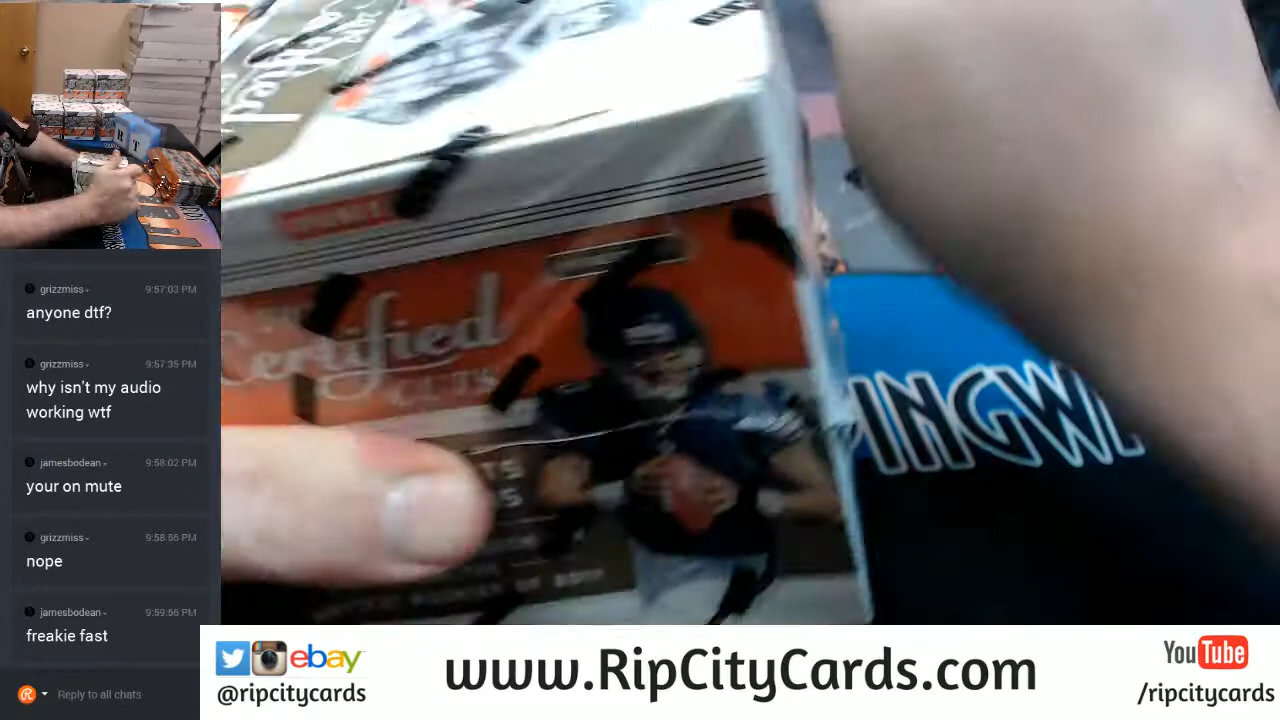 grizzmiss
9:57:03 PM
anyone dtf?
grizzmiss
9:57:35 PM
why isn't my audio
working wtf
jamesbodean
9:58:02 PM
your on mute
grizzmiss
9:58:56 PM
nope
jamesbodean
9:59:56 PM
freakie fast
Reply to all chats
Certified
CUTS
PINGWA
ebay
@ripcitycards
www.RipCityCards.com
YouTube
/ripcitycards